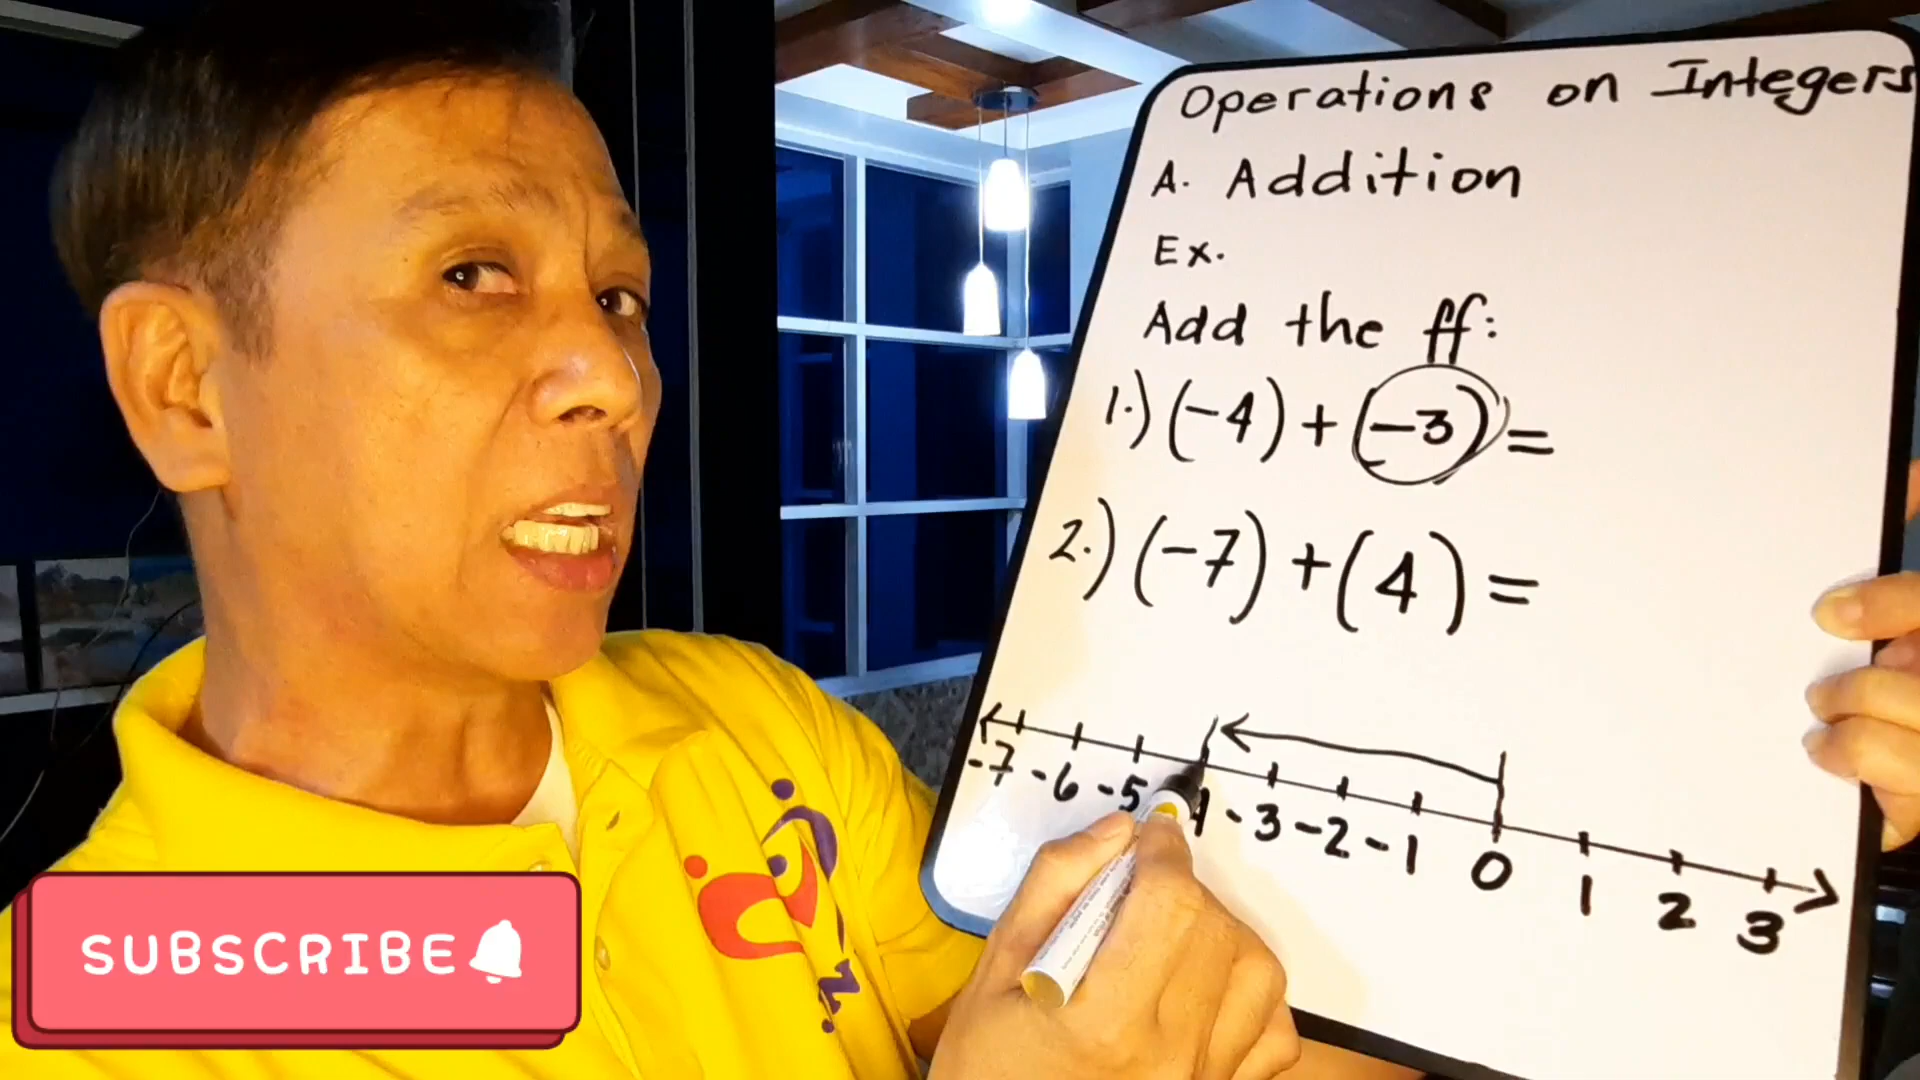 Operations on Integers
A. Addition
Ex.
Add the ff:
1.) (-4) + (-3) =
2.) (-7) + (4) =
-7 -6 -5 -3 -2 -1 0 1 2 3
SUBSCRIBE